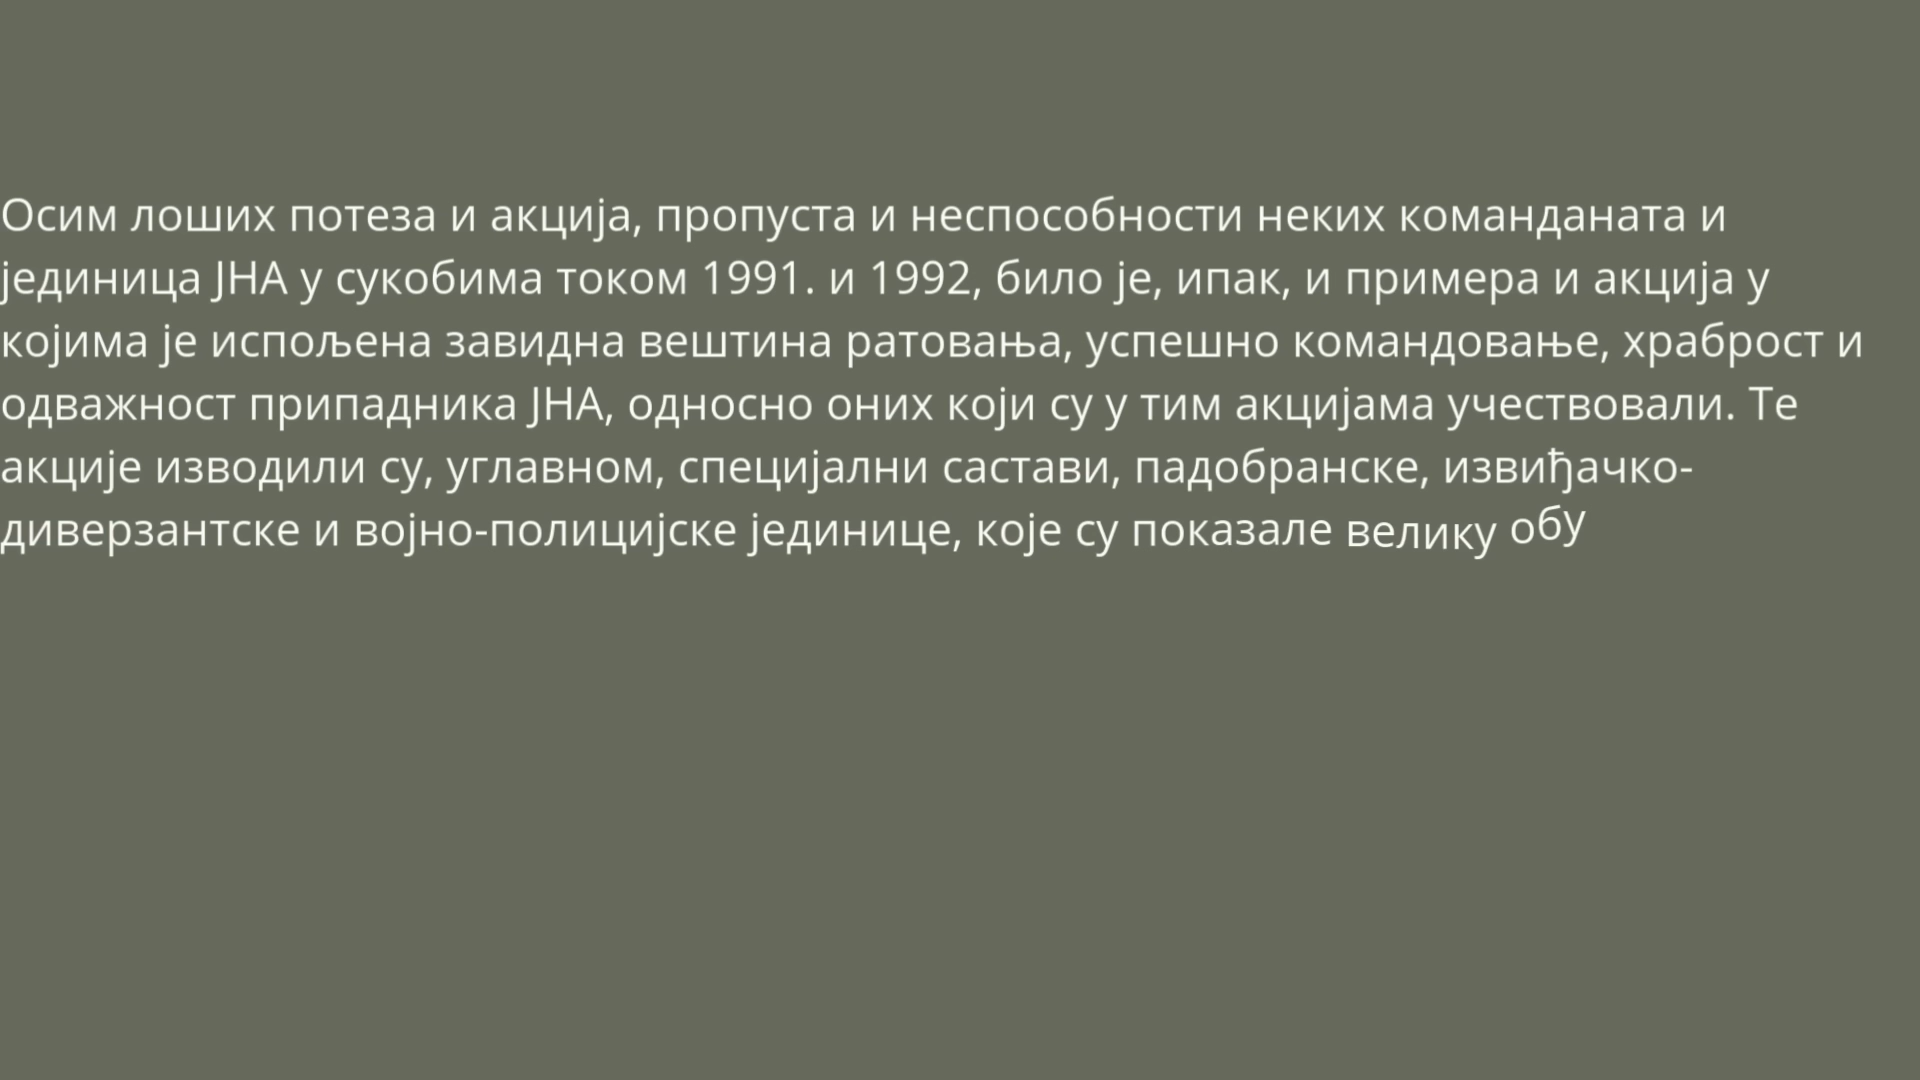 Осим лоших потеза и акција, пропуста и неспособности неких команданата и
јединица ЈНА у сукобима током 1991. и 1992, било је, ипак, и примера и акција у
којима је испољена завидна вештина ратовања, успешно командовање, храброст и
одважност припадника ЈНА, односно оних који су у тим акцијама учествовали. Те
акције изводили су, углавном, специјални састави, падобранске, извиђачко-
диверзантске и војно-полицијске јединице, које су показале велику обу